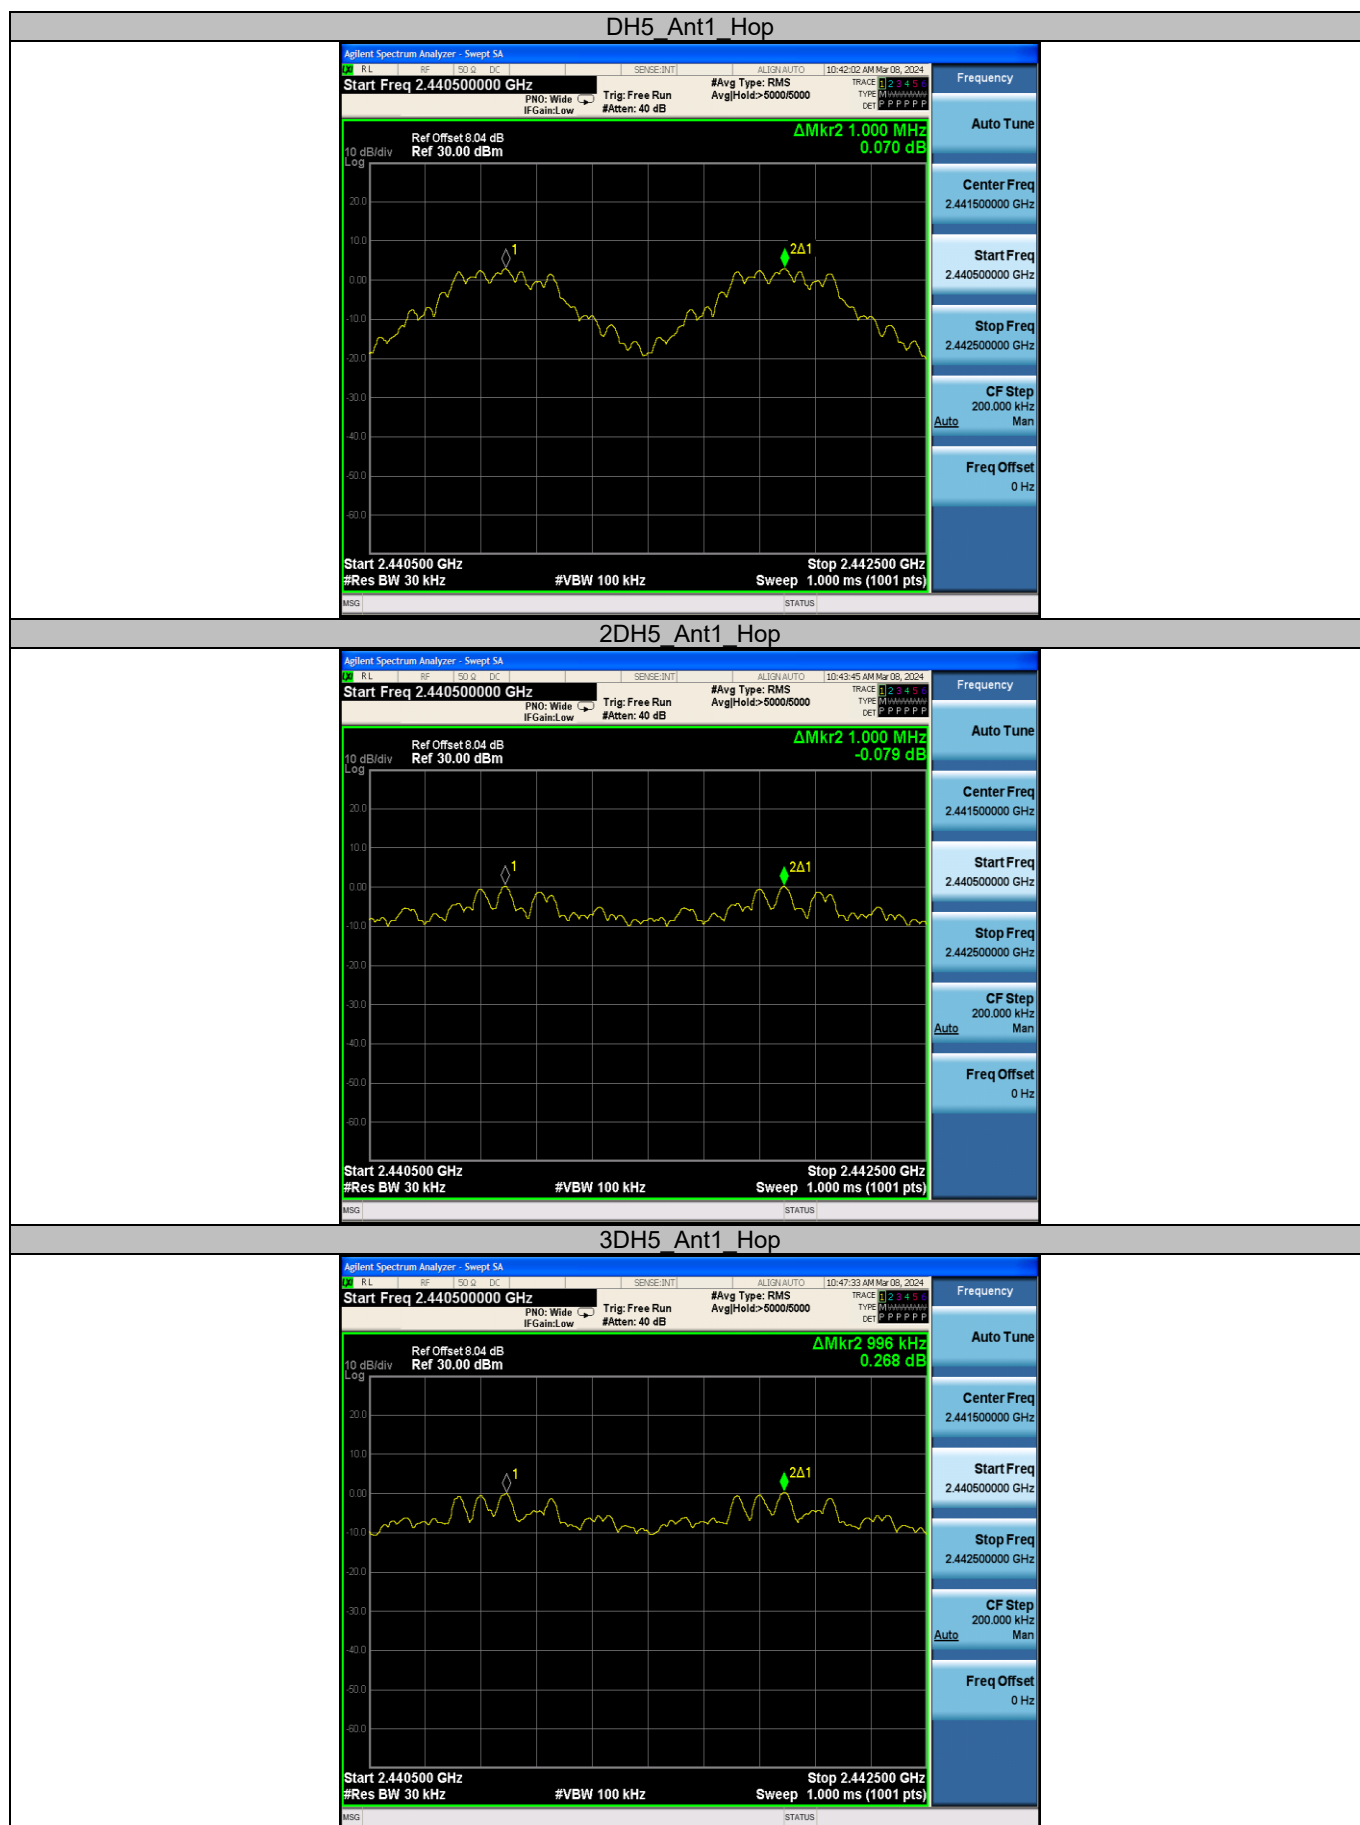 DH5_Ant1_Hop
Agilent Spectrum Analyzer - Swept SA
RL RF 50 Ω DC SENSE:INT ALIGN AUTO 10:42:02 AM Mar 08, 2024
Start Freq 2.440500000 GHz
PNO: Wide
IFGain:Low
Trig: Free Run
#Atten: 40 dB
#Avg Type: RMS
Avg|Hold:>5000/5000
TRACE 1 2 3 4 5 6
TYPE M
DET P P P P P P
Frequency
Auto Tune
ΔMkr2 1.000 MHz
0.070 dB
Ref Offset 8.04 dB
10 dB/div Ref 30.00 dBm
Log
20.0
10.0
0.00
-10.0
-20.0
-30.0
-40.0
-50.0
-60.0
1
2Δ1
Center Freq
2.441500000 GHz
Start Freq
2.440500000 GHz
Stop Freq
2.442500000 GHz
CF Step
200.000 kHz
Auto Man
Freq Offset
0 Hz
Start 2.440500 GHz Stop 2.442500 GHz
#Res BW 30 kHz #VBW 100 kHz Sweep 1.000 ms (1001 pts)
MSG STATUS
2DH5_Ant1_Hop
Agilent Spectrum Analyzer - Swept SA
RL RF 50 Ω DC SENSE:INT ALIGN AUTO 10:43:45 AM Mar 08, 2024
Start Freq 2.440500000 GHz
PNO: Wide
IFGain:Low
Trig: Free Run
#Atten: 40 dB
#Avg Type: RMS
Avg|Hold:>5000/5000
TRACE 1 2 3 4 5 6
TYPE M
DET P P P P P P
Frequency
Auto Tune
ΔMkr2 1.000 MHz
-0.079 dB
Ref Offset 8.04 dB
10 dB/div Ref 30.00 dBm
Log
20.0
10.0
0.00
-10.0
-20.0
-30.0
-40.0
-50.0
-60.0
1
2Δ1
Center Freq
2.441500000 GHz
Start Freq
2.440500000 GHz
Stop Freq
2.442500000 GHz
CF Step
200.000 kHz
Auto Man
Freq Offset
0 Hz
Start 2.440500 GHz Stop 2.442500 GHz
#Res BW 30 kHz #VBW 100 kHz Sweep 1.000 ms (1001 pts)
MSG STATUS
3DH5_Ant1_Hop
Agilent Spectrum Analyzer - Swept SA
RL RF 50 Ω DC SENSE:INT ALIGN AUTO 10:47:33 AM Mar 08, 2024
Start Freq 2.440500000 GHz
PNO: Wide
IFGain:Low
Trig: Free Run
#Atten: 40 dB
#Avg Type: RMS
Avg|Hold:>5000/5000
TRACE 1 2 3 4 5 6
TYPE M
DET P P P P P P
Frequency
Auto Tune
ΔMkr2 996 kHz
0.268 dB
Ref Offset 8.04 dB
10 dB/div Ref 30.00 dBm
Log
20.0
10.0
0.00
-10.0
-20.0
-30.0
-40.0
-50.0
-60.0
1
2Δ1
Center Freq
2.441500000 GHz
Start Freq
2.440500000 GHz
Stop Freq
2.442500000 GHz
CF Step
200.000 kHz
Auto Man
Freq Offset
0 Hz
Start 2.440500 GHz Stop 2.442500 GHz
#Res BW 30 kHz #VBW 100 kHz Sweep 1.000 ms (1001 pts)
MSG STATUS